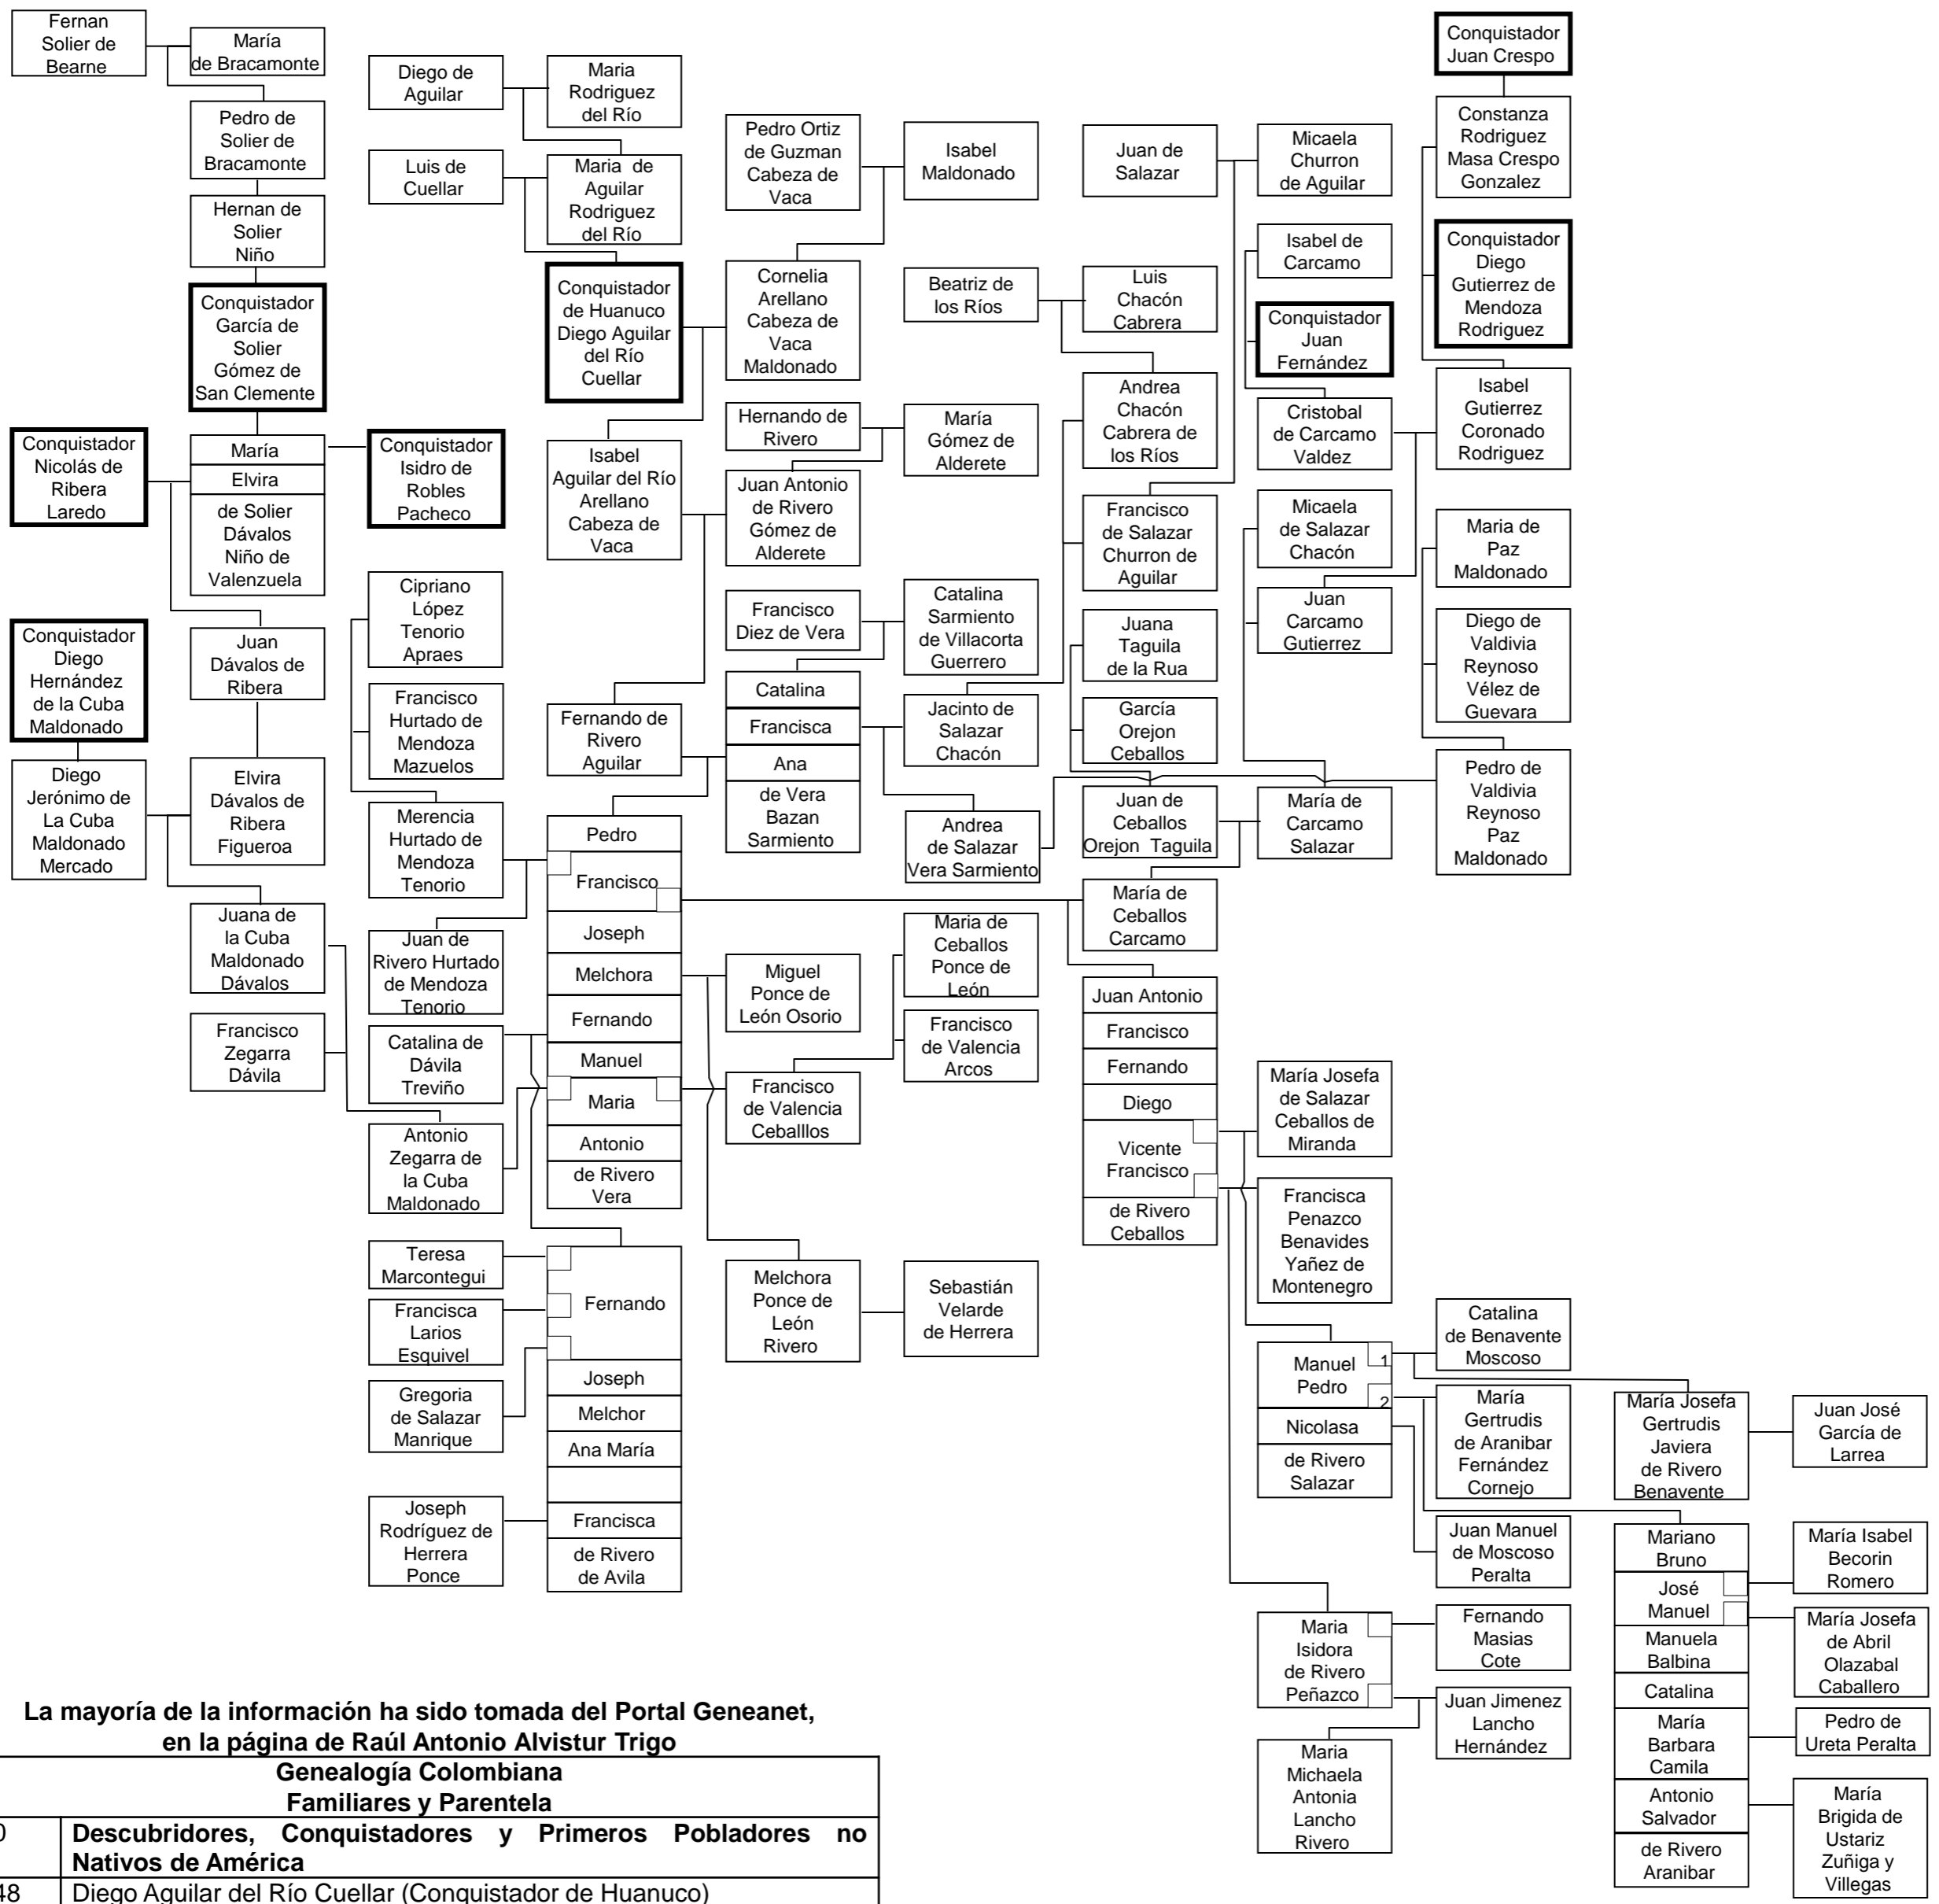 Fernan
Solier de
Bearne
María
de Bracamonte
Pedro de
Solier de
Bracamonte
Hernan de
Solier
Niño
Conquistador
García de
Solier
Gómez de
San Clemente
Conquistador
Nicolás de
Ribera
Laredo
María
Elvira
de Solier
Dávalos
Niño de
Valenzuela
Conquistador
Isidro de
Robles
Pacheco
Conquistador
Diego
Hernández
de la Cuba
Maldonado
Juan
Dávalos de
Ribera
Diego
Jerónimo de
La Cuba
Maldonado
Mercado
Elvira
Dávalos de
Ribera
Figueroa
Juana de
la Cuba
Maldonado
Dávalos
Francisco
Zegarra
Dávila
Diego de
Aguilar
Maria
Rodriguez
del Río
Luis de
Cuellar
Maria de
Aguilar
Rodriguez
del Río
Conquistador
de Huanuco
Diego Aguilar
del Río
Cuellar
Pedro Ortiz
de Guzman
Cabeza de
Vaca
Isabel
Maldonado
Cornelia
Arellano
Cabeza de
Vaca
Maldonado
Isabel
Aguilar del Río
Arellano
Cabeza de
Vaca
Hernando de
Rivero
María
Gómez de
Alderete
Juan Antonio
de Rivero
Gómez de
Alderete
Cipriano
López
Tenorio
Apraes
Francisco
Hurtado de
Mendoza
Mazuelos
Merencia
Hurtado de
Mendoza
Tenorio
Juan de
Rivero Hurtado
de Mendoza
Tenorio
Catalina de
Dávila
Treviño
Antonio
Zegarra de
la Cuba
Maldonado
Fernando de
Rivero
Aguilar
Francisco
Diez de Vera
Catalina
Sarmiento
de Villacorta
Guerrero
Catalina
Francisca
Ana
de Vera
Bazan
Sarmiento
Jacinto de
Salazar
Chacón
Andrea
de Salazar
Vera Sarmiento
Pedro
Francisco
Joseph
Melchora
Fernando
Manuel
Maria
Antonio
de Rivero
Vera
Miguel
Ponce de
León Osorio
Maria de
Ceballos
Ponce de
León
Francisco
de Valencia
Arcos
Francisco
de Valencia
Ceballlos
Teresa
Marcontegui
Francisca
Larios
Esquivel
Gregoria
de Salazar
Manrique
Joseph
Rodríguez de
Herrera
Ponce
Fernando
Joseph
Melchor
Ana María
Francisca
de Rivero
de Avila
Melchora
Ponce de
León
Rivero
Sebastián
Velarde
de Herrera
Juan de
Salazar
Micaela
Churron
de Aguilar
Beatriz de
los Ríos
Luis
Chacón
Cabrera
Andrea
Chacón
Cabrera de
los Ríos
Francisco
de Salazar
Churron de
Aguilar
Juana
Taguila
de la Rua
García
Orejon
Ceballos
Juan de
Ceballos
Orejon Taguila
María de
Ceballos
Carcamo
Conquistador
Juan Crespo
Constanza
Rodriguez
Masa Crespo
Gonzalez
Conquistador
Diego
Gutierrez de
Mendoza
Rodriguez
Isabel de
Carcamo
Conquistador
Juan
Fernández
Cristobal
de Carcamo
Valdez
Isabel
Gutierrez
Coronado
Rodriguez
Micaela
de Salazar
Chacón
Juan
Carcamo
Gutierrez
María de
Carcamo
Salazar
Maria de
Paz
Maldonado
Diego de
Valdivia
Reynoso
Vélez de
Guevara
Pedro de
Valdivia
Reynoso
Paz
Maldonado
Juan Antonio
Francisco
Fernando
Diego
Vicente
Francisco
de Rivero
Ceballos
María Josefa
de Salazar
Ceballos de
Miranda
Francisca
Penazco
Benavides
Yañez de
Montenegro
Manuel
Pedro
1
2
Nicolasa
de Rivero
Salazar
Catalina
de Benavente
Moscoso
María
Gertrudis
de Aranibar
Fernández
Cornejo
Juan Manuel
de Moscoso
Peralta
María Josefa
Gertrudis
Javiera
de Rivero
Benavente
Juan José
García de
Larrea
Maria
Isidora
de Rivero
Peñazco
Fernando
Masias
Cote
Juan Jimenez
Lancho
Hernández
Maria
Michaela
Antonia
Lancho
Rivero
Mariano
Bruno
José
Manuel
Manuela
Balbina
Catalina
María
Barbara
Camila
Antonio
Salvador
de Rivero
Aranibar
María Isabel
Becorin
Romero
María Josefa
de Abril
Olazabal
Caballero
Pedro de
Ureta Peralta
María
Brigida de
Ustariz
Zuñiga y
Villegas
La mayoría de la información ha sido tomada del Portal Geneanet,
en la página de Raúl Antonio Alvistur Trigo
Genealogía Colombiana
Familiares y Parentela
0 Descubridores, Conquistadores y Primeros Pobladores no
Nativos de América
48 Diego Aguilar del Río Cuellar (Conquistador de Huanuco)